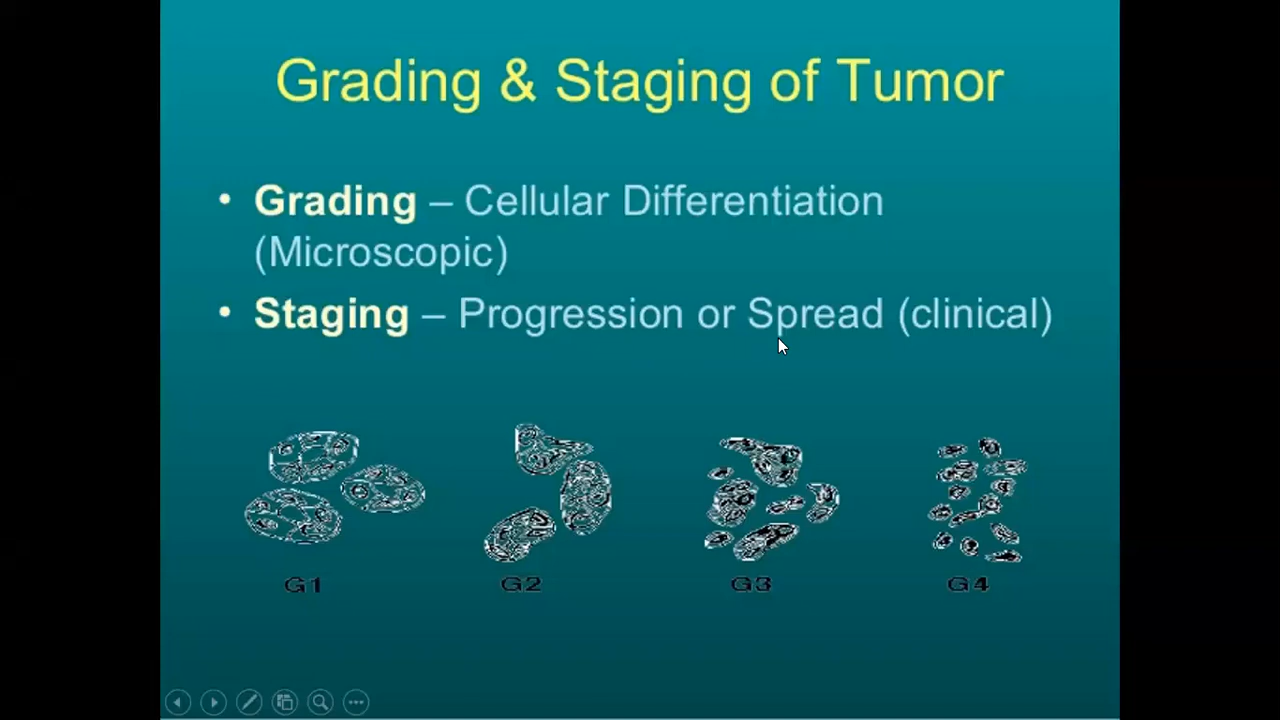 Grading & Staging of Tumor
• Grading – Cellular Differentiation
(Microscopic)
• Staging – Progression or Spread (clinical)
G1 G2 G3 G4